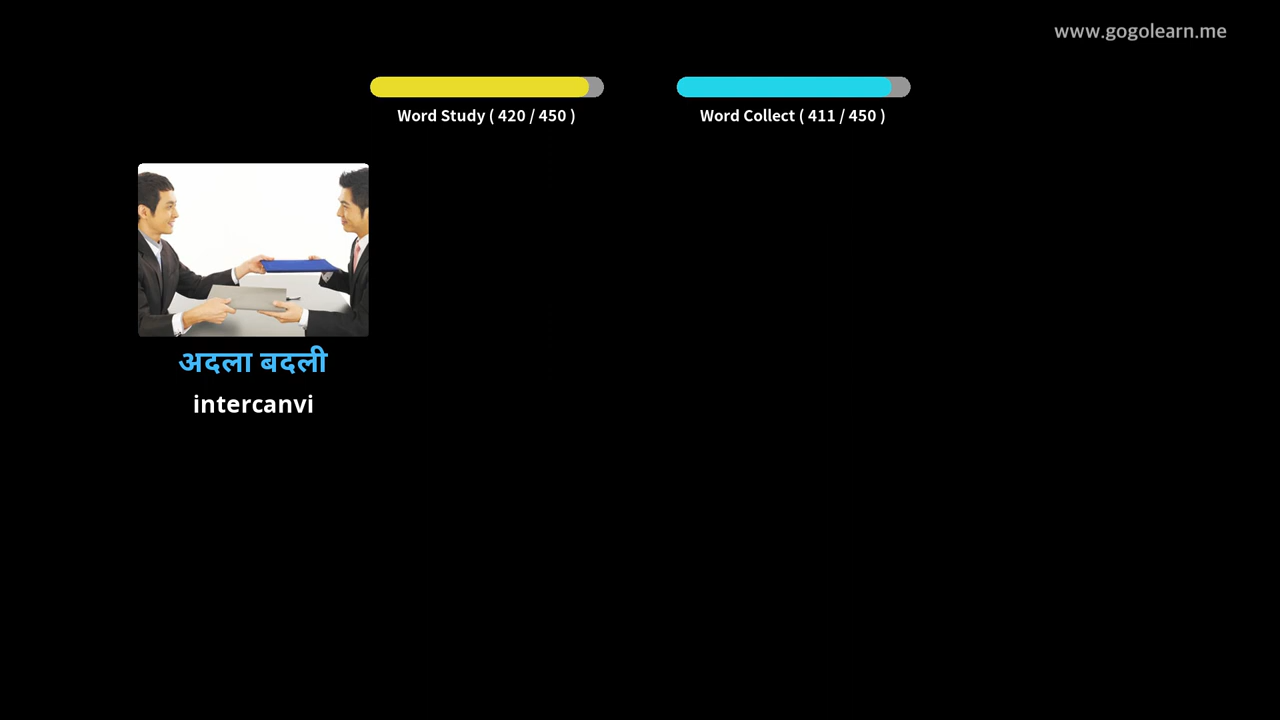 www.gogolearn.me
Word Study ( 420 / 450 )
Word Collect ( 411 / 450 )
अदला बदली
intercanvi